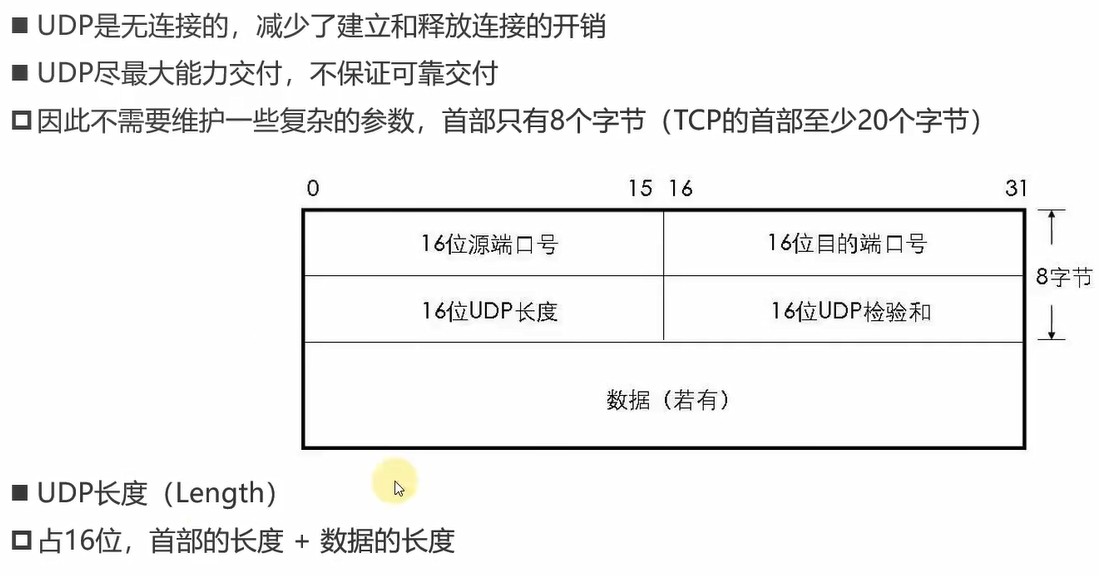 UDP是无连接的，减少了建立和释放连接的开销
UDP尽最大能力交付，不保证可靠交付
因此不需要维护一些复杂的参数，首部只有8个字节（TCP的首部至少20个字节）
0 15 16 31
16位源端口号 16位目的端口号
8字节
16位UDP长度 16位UDP检验和
数据（若有）
UDP长度（Length）
占16位，首部的长度 + 数据的长度